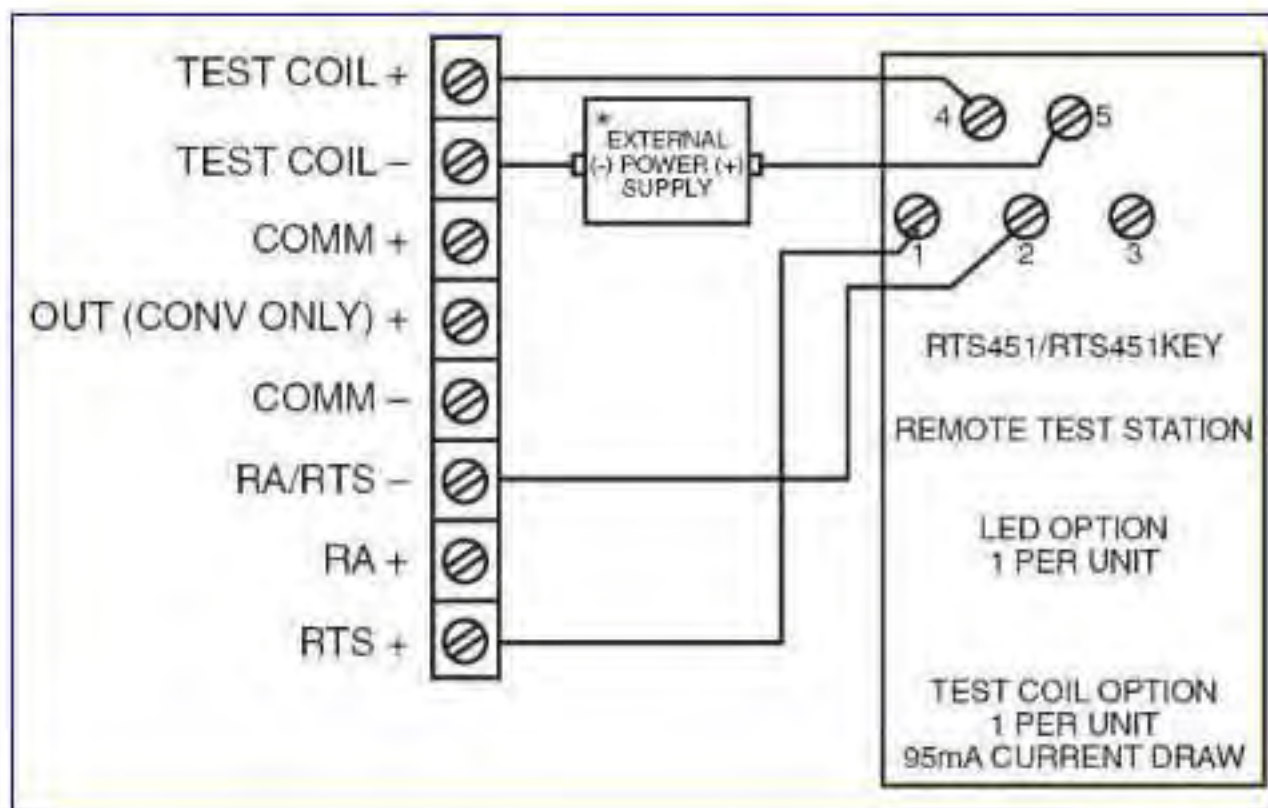 TEST COIL +
TEST COIL –
COMM +
OUT (CONV ONLY) +
COMM –
RA/RTS –
RA +
RTS +
*
EXTERNAL
(-) POWER (+)
SUPPLY
4
5
1
2
3
RTS451/RTS451KEY
REMOTE TEST STATION
LED OPTION
1 PER UNIT
TEST COIL OPTION
1 PER UNIT
95mA CURRENT DRAW